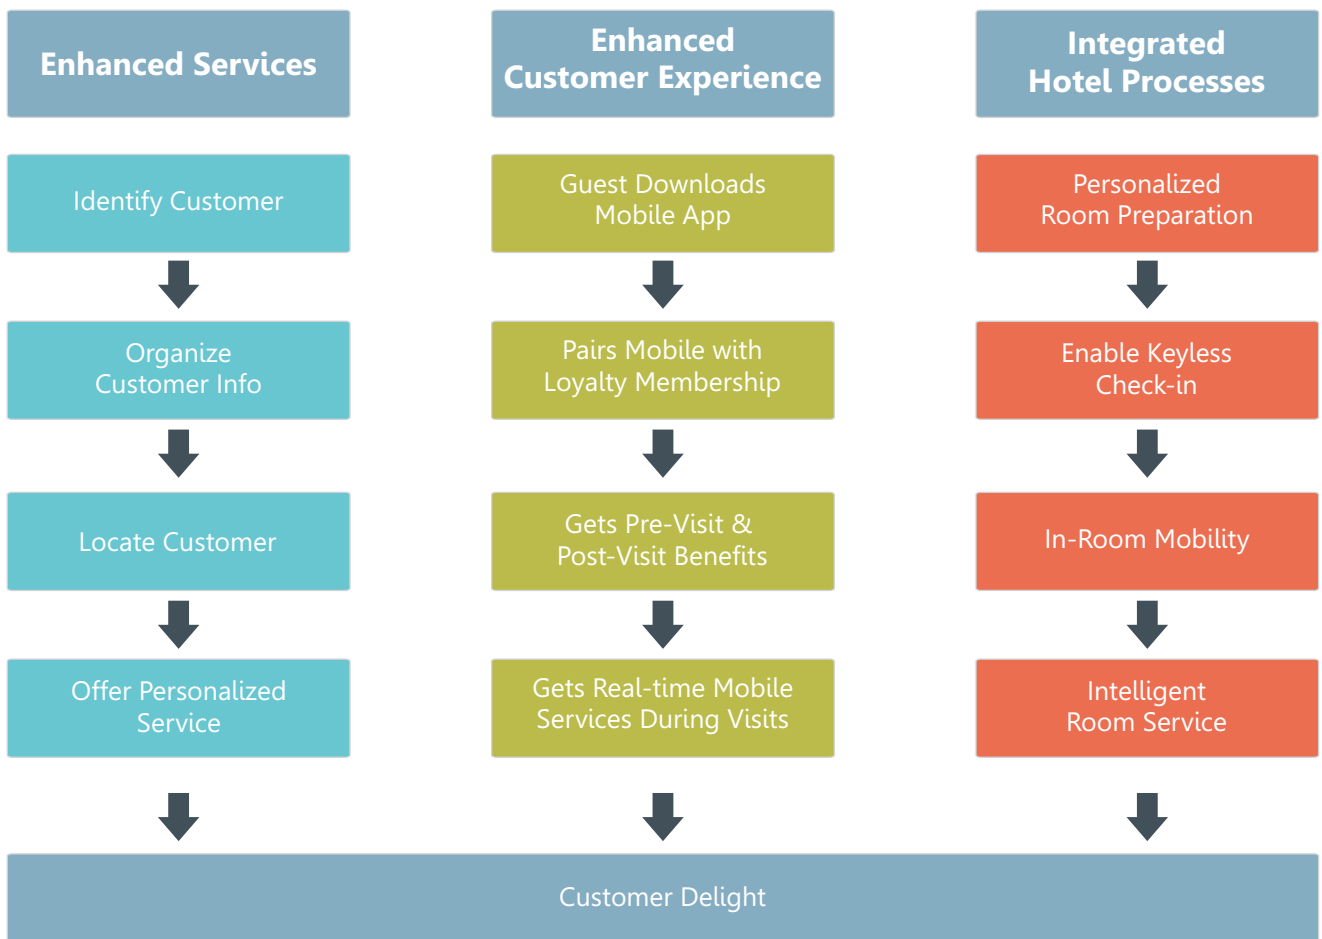 Enhanced Services
Identify Customer
Organize
Customer Info
Locate Customer
Offer Personalized
Service
Enhanced
Customer Experience
Guest Downloads
Mobile App
Pairs Mobile with
Loyalty Membership
Gets Pre-Visit &
Post-Visit Benefits
Gets Real-time Mobile
Services During Visits
Integrated
Hotel Processes
Personalized
Room Preparation
Enable Keyless
Check-in
In-Room Mobility
Intelligent
Room Service
Customer Delight